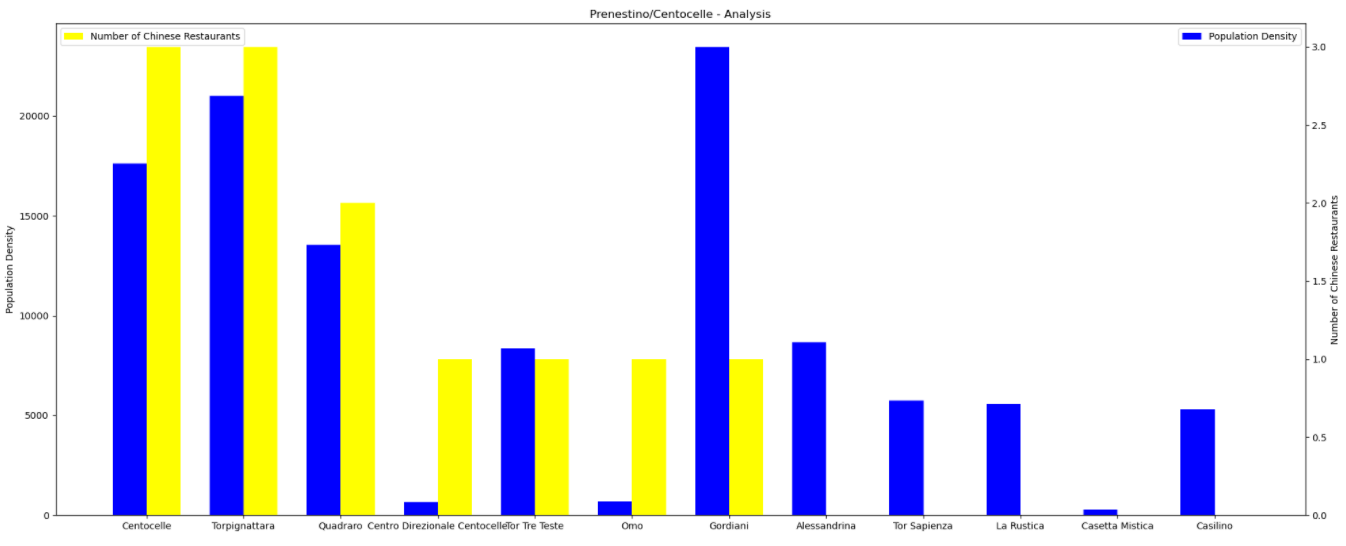 Prenestino/Centocelle - Analysis
Number of Chinese Restaurants
Population Density
20000
15000
10000
5000
0
Population Density
3.0
2.5
2.0
1.5
1.0
0.5
0.0
Number of Chinese Restaurants
Centocelle Torpignattara Quadraro Centro Direzionale Centocelle Tor Tre Teste Omo Gordiani Alessandrina Tor Sapienza La Rustica Casetta Mistica Casilino